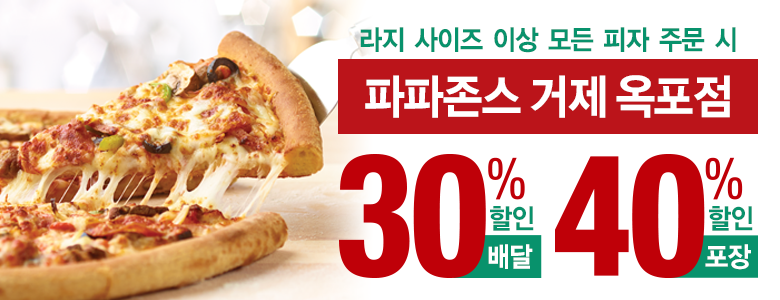 라지 사이즈 이상 모든 피자 주문 시
파파존스 거제 옥포점
30% 할인 배달
40% 할인 포장